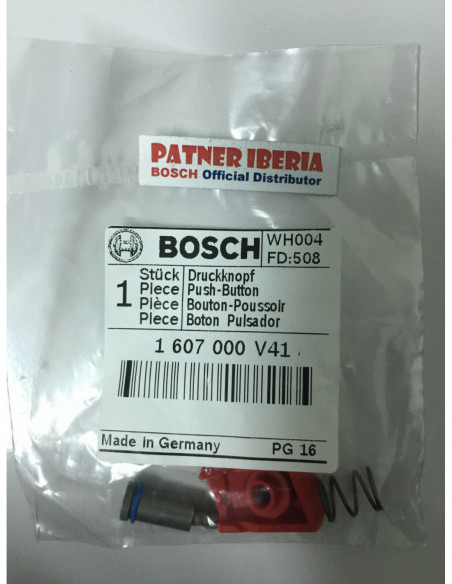 PATNER IBERIA
BOSCH Official Distributor
BOSCH
WH004
FD:508
1
Stück Druckknopf
Piece Push-Button
Pièce Bouton-Poussoir
Piece Boton Pulsador
1 607 000 V41
Made in Germany PG 16